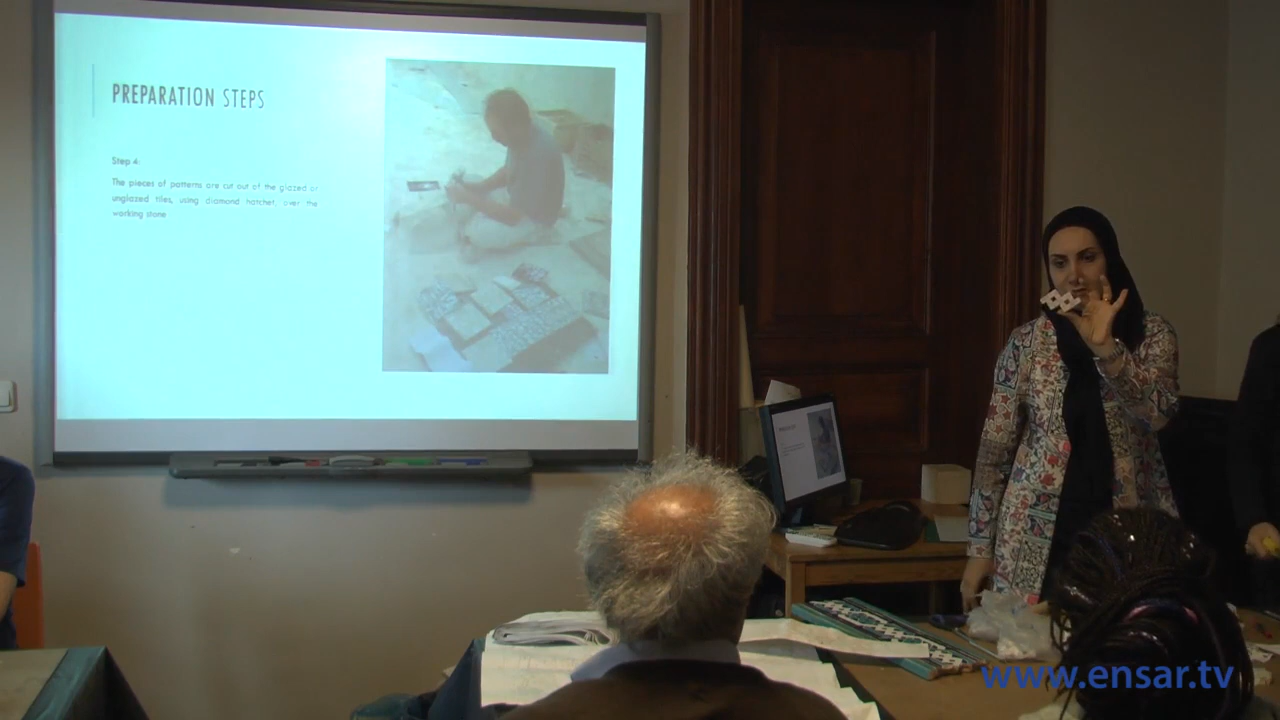 PREPARATION STEPS
Step 4:
The pieces of patterns are cut out of the glazed or
unglazed tiles, using diamond hatchet, over the
working stone
www.ensar.tv